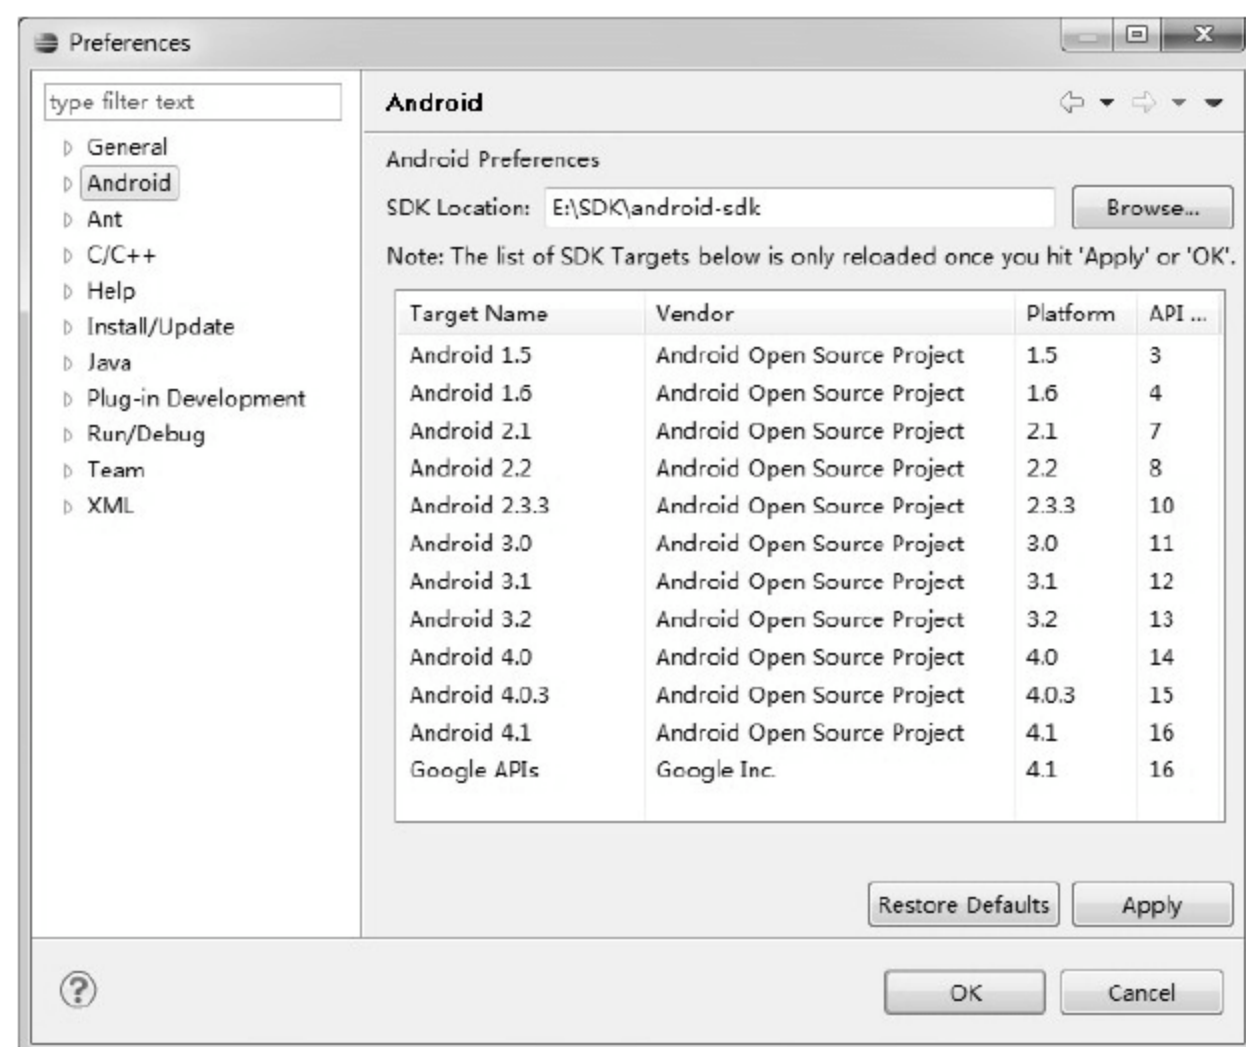 Preferences
type filter text
General
Android
Ant
C/C++
Help
Install/Update
Java
Plug-in Development
Run/Debug
Team
XML
Android
Android Preferences
SDK Location: E:\SDK\android-sdk Browse...
Note: The list of SDK Targets below is only reloaded once you hit 'Apply' or 'OK'.
Target Name Vendor Platform API ...
Android 1.5 Android Open Source Project 1.5 3
Android 1.6 Android Open Source Project 1.6 4
Android 2.1 Android Open Source Project 2.1 7
Android 2.2 Android Open Source Project 2.2 8
Android 2.3.3 Android Open Source Project 2.3.3 10
Android 3.0 Android Open Source Project 3.0 11
Android 3.1 Android Open Source Project 3.1 12
Android 3.2 Android Open Source Project 3.2 13
Android 4.0 Android Open Source Project 4.0 14
Android 4.0.3 Android Open Source Project 4.0.3 15
Android 4.1 Android Open Source Project 4.1 16
Google APIs Google Inc. 4.1 16
Restore Defaults Apply
? OK Cancel